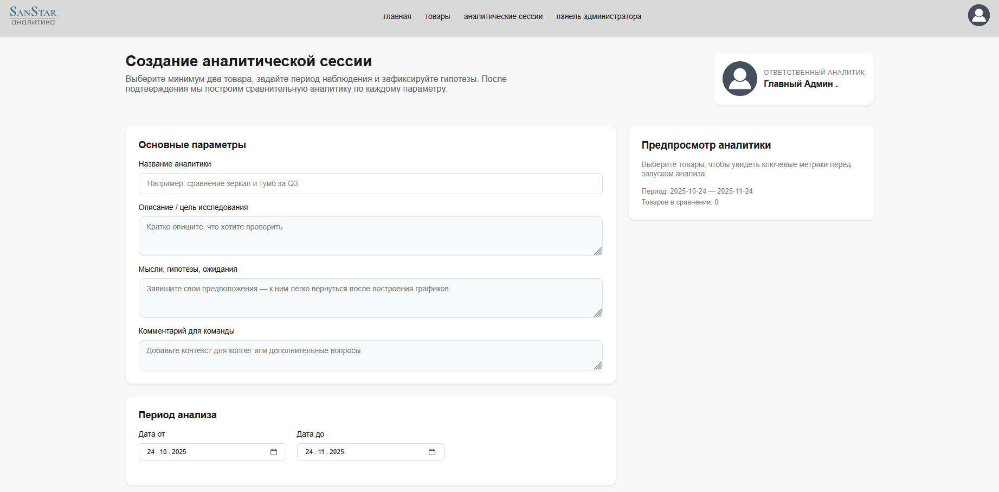 SanStar
аналитика
главная
товары
аналитические сессии
панель администратора
Создание аналитической сессии
Выберите минимум два товара, задайте период наблюдения и зафиксируйте гипотезы. После
подтверждения мы построим сравнительную аналитику по каждому параметру.
ОТВЕТСТВЕННЫЙ АНАЛИТИК
Главный Админ .
Основные параметры
Название аналитики
Например: сравнение зеркал и тумб за Q3
Описание / цель исследования
Кратко опишите, что хотите проверить
Мысли, гипотезы, ожидания
Запишите свои предположения — к ним легко вернуться после построения графиков
Комментарий для команды
Добавьте контекст для коллег или дополнительные вопросы
Предпросмотр аналитики
Выберите товары, чтобы увидеть ключевые метрики перед
запуском анализа.
Период: 2025-10-24 — 2025-11-24
Товаров в сравнении: 0
Период анализа
Дата от
24 . 10 . 2025
Дата до
24 . 11 . 2025